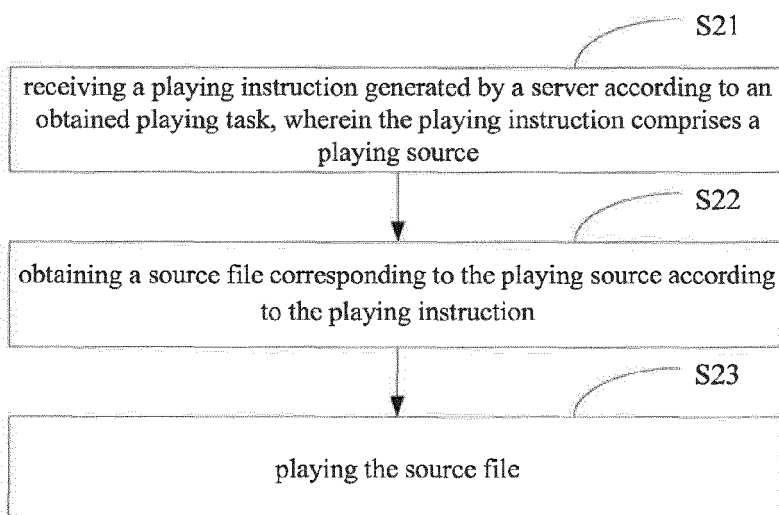 S21
receiving a playing instruction generated by a server according to an
obtained playing task, wherein the playing instruction comprises a
playing source
S22
obtaining a source file corresponding to the playing source according
to the playing instruction
S23
playing the source file